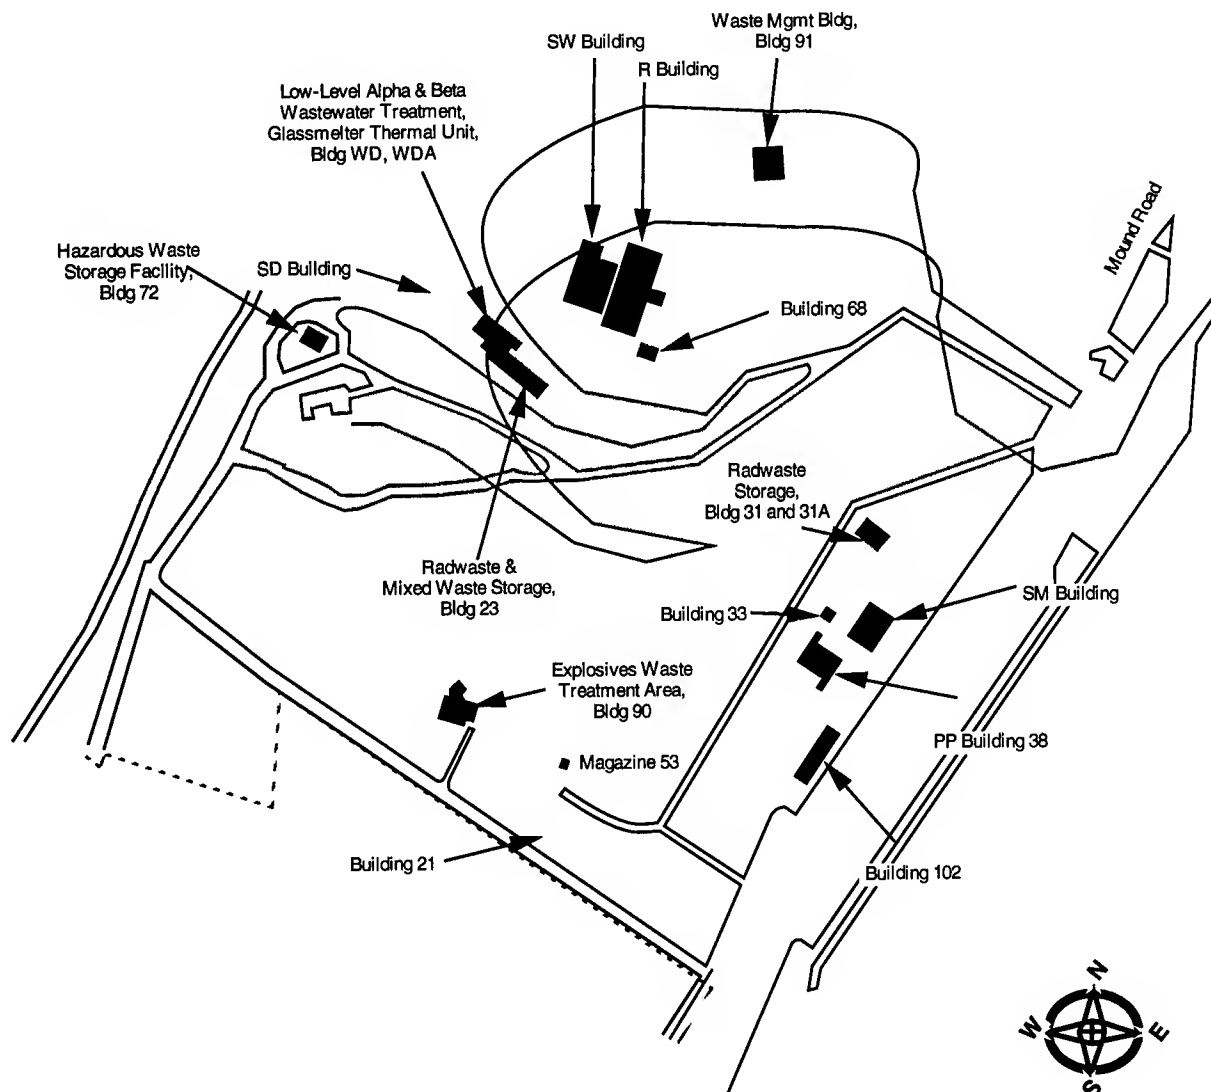 Waste Mgmt Bldg,
Bldg 91
SW Building
R Building
Low-Level Alpha & Beta
Wastewater Treatment,
Glassmelter Thermal Unit,
Bldg WD, WDA
Mound Road
Hazardous Waste
Storage Facility,
Bldg 72
SD Building
Building 68
Radwaste
Storage,
Bldg 31 and 31A
Radwaste &
Mixed Waste Storage,
Bldg 23
SM Building
Building 33
Explosives Waste
Treatment Area,
Bldg 90
PP Building 38
Magazine 53
Building 21
Building 102
N
W
E
S